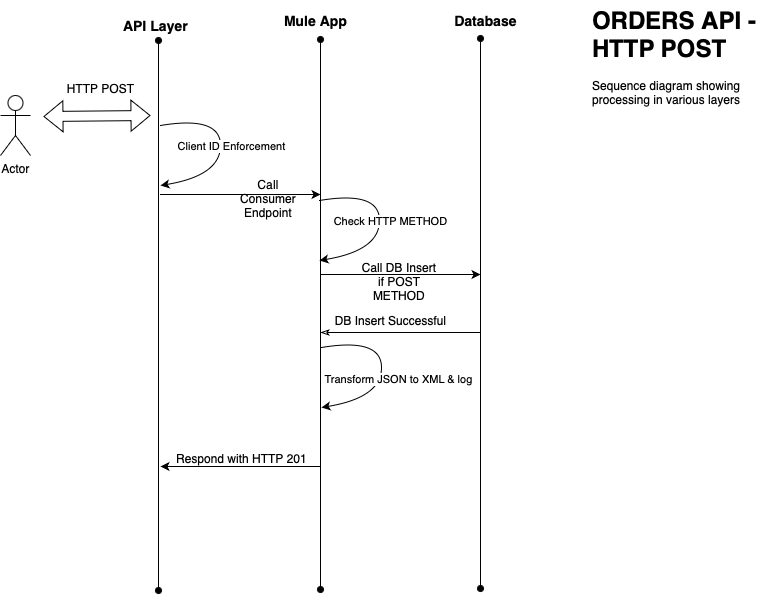 API Layer
Mule App
Database
ORDERS API -
HTTP POST
Sequence diagram showing
processing in various layers
HTTP POST
Actor
Client ID Enforcement
Call
Consumer
Endpoint
Check HTTP METHOD
Call DB Insert
if POST
METHOD
DB Insert Successful
Transform JSON to XML & log
Respond with HTTP 201